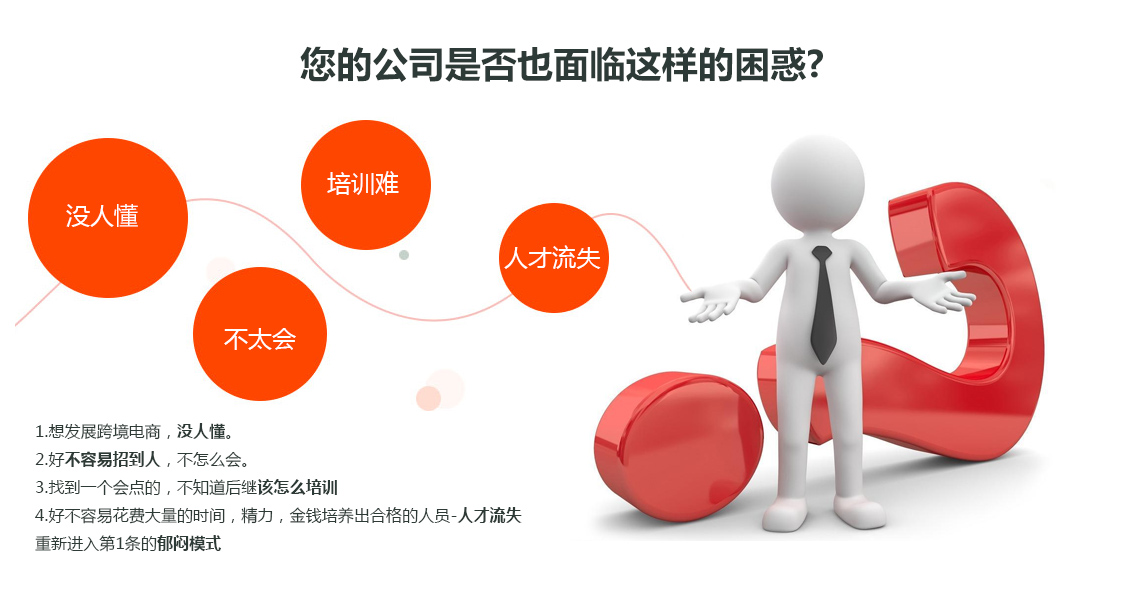 您的公司是否也面临这样的困惑?
没人懂
培训难
人才流失
不太会
1.想发展跨境电商，没人懂。
2.好不容易招到人，不怎么会。
3.找到一个会点的，不知道后继该怎么培训
4.好不容易花费大量的时间，精力，金钱培养出合格的人员-人才流失
重新进入第1条的郁闷模式